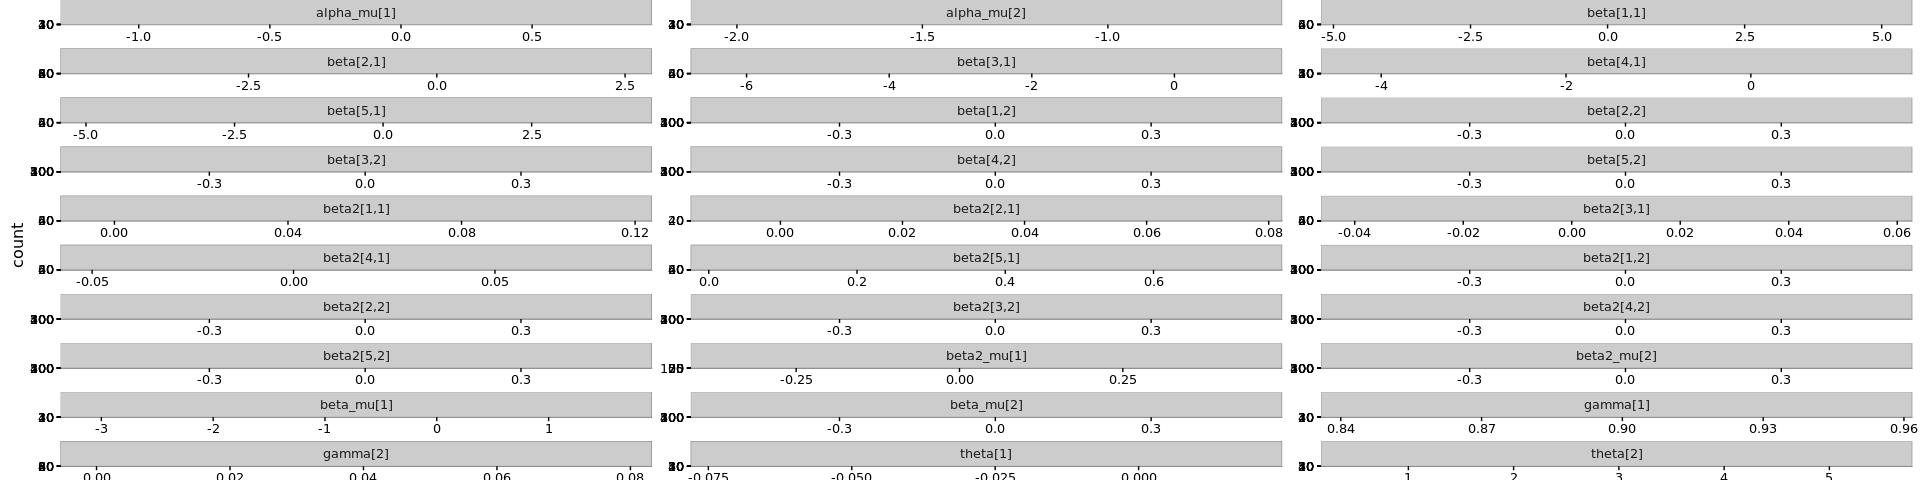 alpha_mu[1] alpha_mu[2] beta[1,1]
-1.0 -0.5 0.0 0.5 -2.0 -1.5 -1.0 -5.0 -2.5 0.0 2.5 5.0
beta[2,1] beta[3,1] beta[4,1]
-2.5 0.0 2.5 -6 -4 -2 0 -4 -2 0
beta[5,1] beta[1,2] beta[2,2]
-5.0 -2.5 0.0 2.5 -0.3 0.0 0.3 -0.3 0.0 0.3
beta[3,2] beta[4,2] beta[5,2]
-0.3 0.0 0.3 -0.3 0.0 0.3 -0.3 0.0 0.3
beta2[1,1] beta2[2,1] beta2[3,1]
0.00 0.04 0.08 0.12 0.00 0.02 0.04 0.06 0.08 -0.04 -0.02 0.00 0.02 0.04 0.06
count
beta2[4,1] beta2[5,1] beta2[1,2]
-0.05 0.00 0.05 0.0 0.2 0.4 0.6 -0.3 0.0 0.3
beta2[2,2] beta2[3,2] beta2[4,2]
-0.3 0.0 0.3 -0.3 0.0 0.3 -0.3 0.0 0.3
beta2[5,2] beta2_mu[1] beta2_mu[2]
-0.3 0.0 0.3 -0.25 0.00 0.25 -0.3 0.0 0.3
beta_mu[1] beta_mu[2] gamma[1]
-3 -2 -1 0 1 -0.3 0.0 0.3 0.84 0.87 0.90 0.93 0.96
gamma[2] theta[1] theta[2]
0.00 0.02 0.04 0.06 0.08 -0.075 -0.050 -0.025 0.000 1 2 3 4 5